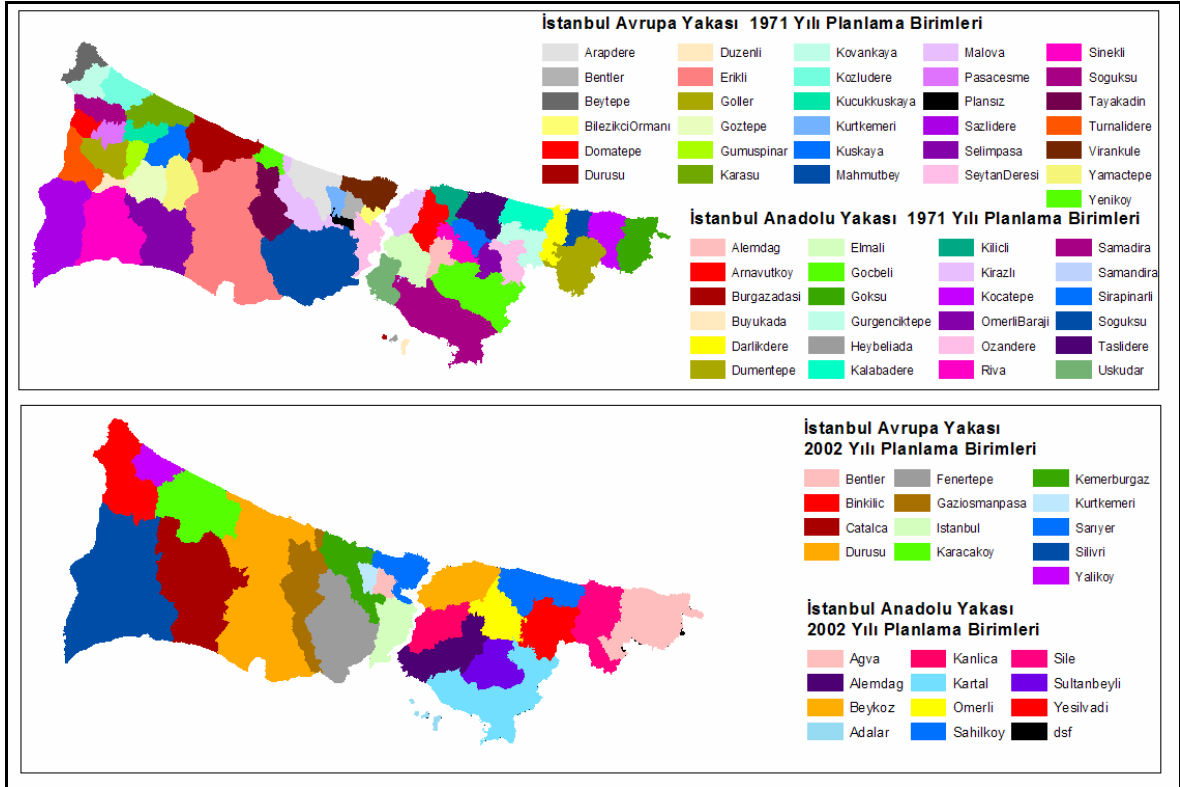 İstanbul Avrupa Yakası 1971 Yılı Planlama Birimleri
Arapdere Duzenli Kovankaya Malova Sinekli
Bentler Erikli Kozludere Pasacesme Soguksu
Beytepe Goller Kucukkuskaya Plansız Tayakadin
BilezikciOrmanı Goztepe Kurtkemeri Sazlidere Turnalidere
Domatepe Gumuspinar Kuskaya Selimpasa Virankule
Durusu Karasu Mahmutbey SeytanDeresi Yamactepe
Yenikoy
İstanbul Anadolu Yakası 1971 Yılı Planlama Birimleri
Alemdag Elmali Kilicli Samadira
Arnavutkoy Gocbeli Kirazlı Samandira
Burgazadasi Goksu Kocatepe Sirapinarli
Buyukada Gurgenciktepe OmerliBaraji Soguksu
Darlikdere Heybeliada Ozandere Taslidere
Dumentepe Kalabadere Riva Uskudar
İstanbul Avrupa Yakası
2002 Yılı Planlama Birimleri
Bentler Fenertepe Kemerburgaz
Binkilic Gaziosmanpasa Kurtkemeri
Catalca Istanbul Sarıyer
Durusu Karacakoy Silivri
Yalikoy
İstanbul Anadolu Yakası
2002 Yılı Planlama Birimleri
Agva Kanlica Sile
Alemdag Kartal Sultanbeyli
Beykoz Omerli Yesilvadi
Adalar Sahilkoy dsf